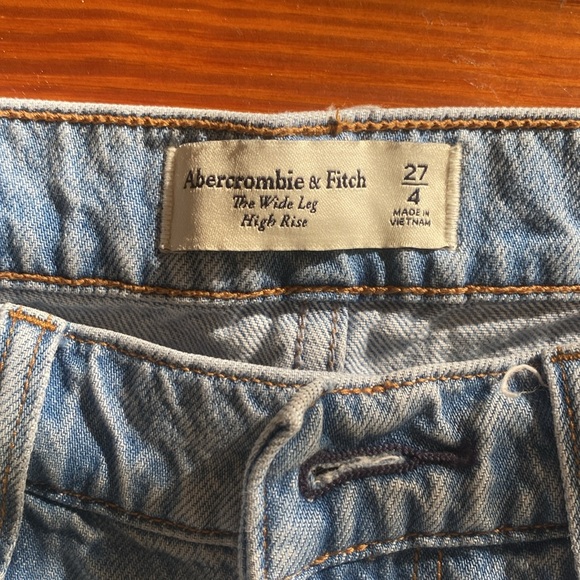 Abercrombie & Fitch
The Wide Leg
High Rise
27
4
MADE IN
VIETNAM